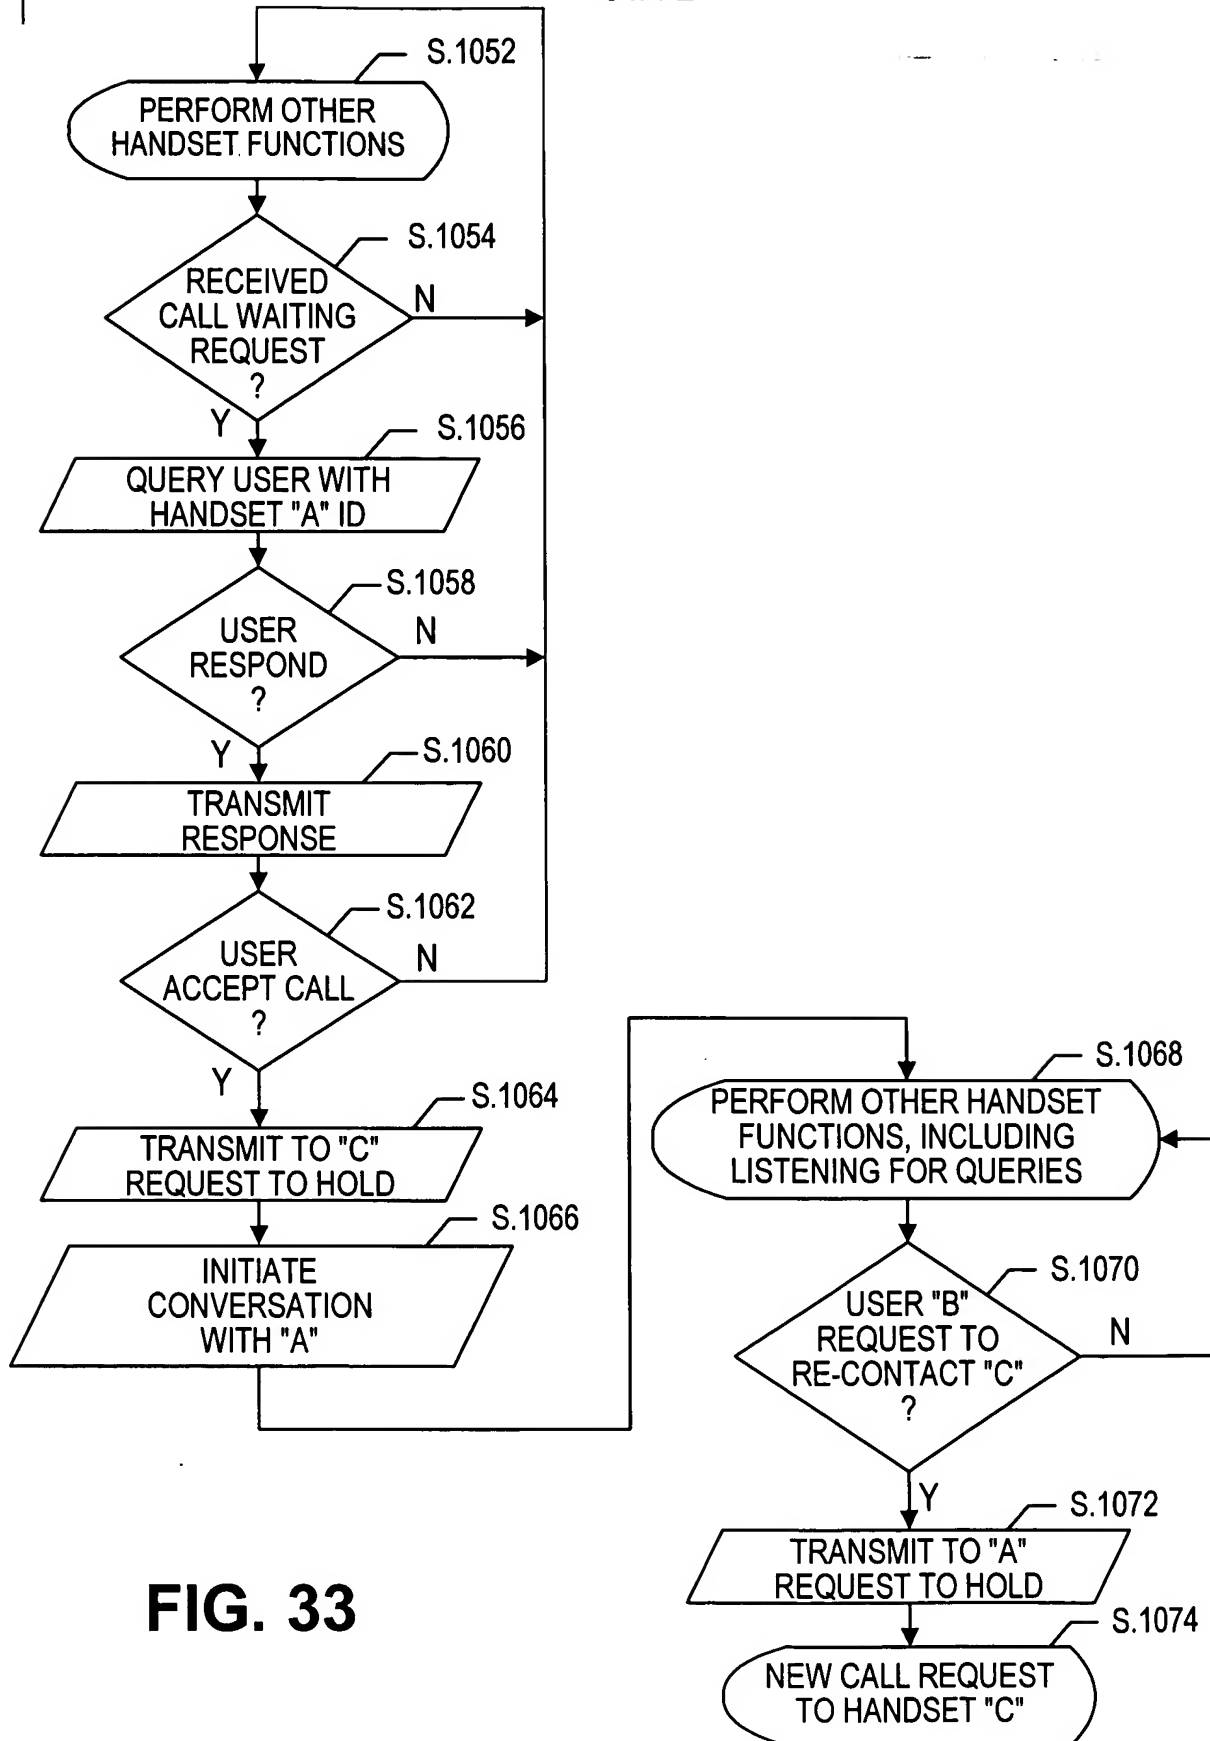 S.1052
PERFORM OTHER
HANDSET FUNCTIONS
S.1054
RECEIVED
CALL WAITING
REQUEST
?
N
Y
S.1056
QUERY USER WITH
HANDSET "A" ID
S.1058
USER
RESPOND
?
N
Y
S.1060
TRANSMIT
RESPONSE
S.1062
USER
ACCEPT CALL
?
N
Y
S.1064
TRANSMIT TO "C"
REQUEST TO HOLD
S.1066
INITIATE
CONVERSATION
WITH "A"
S.1068
PERFORM OTHER HANDSET
FUNCTIONS, INCLUDING
LISTENING FOR QUERIES
S.1070
USER "B"
REQUEST TO
RE-CONTACT "C"
?
N
Y
S.1072
TRANSMIT TO "A"
REQUEST TO HOLD
S.1074
NEW CALL REQUEST
TO HANDSET "C"
FIG. 33